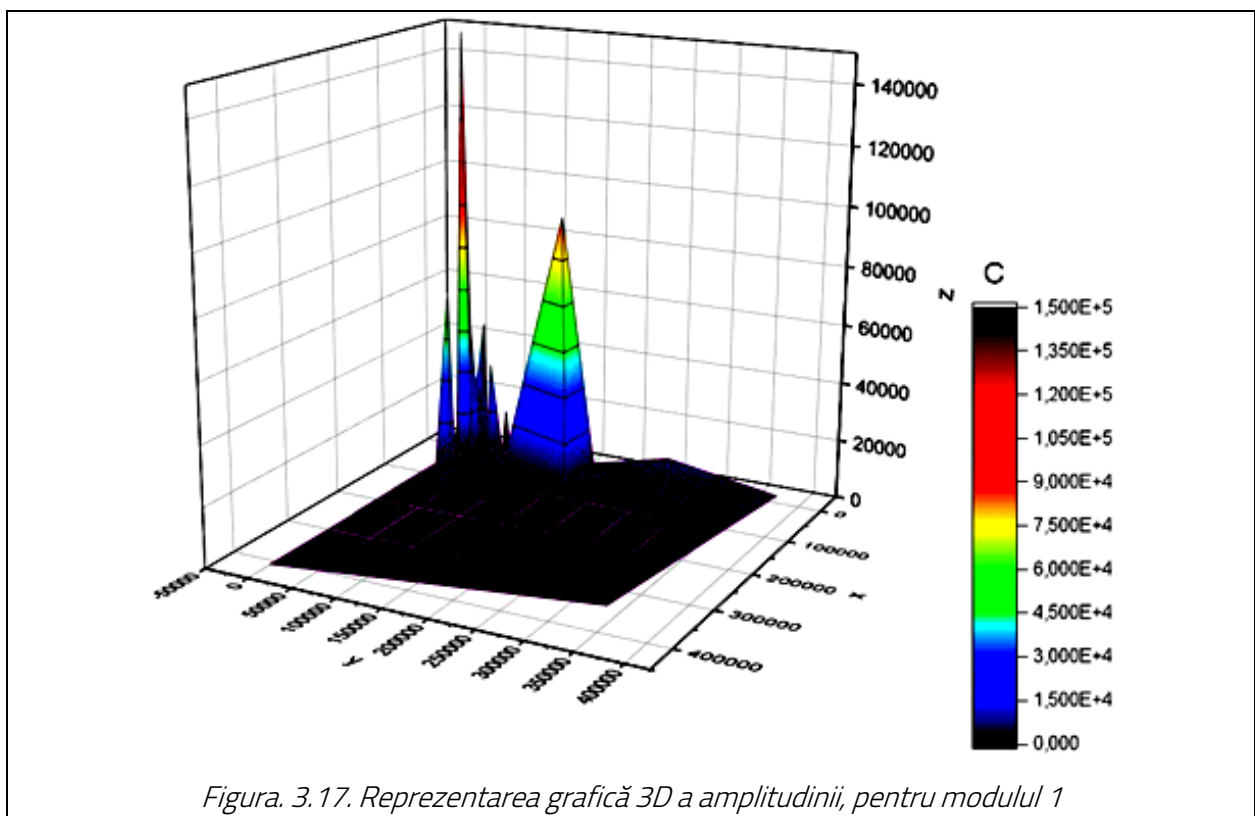 140000
120000
100000
80000
60000
40000
20000
0
Z
C
1,500E+5
1,350E+5
1,200E+5
1,050E+5
9,000E+4
7,500E+4
6,000E+4
4,500E+4
3,000E+4
1,500E+4
0,000
0
100000
200000
300000
400000
X
-50000
0
50000
100000
150000
200000
250000
300000
350000
400000
Y
Figura. 3.17. Reprezentarea grafică 3D a amplitudinii, pentru modulul 1